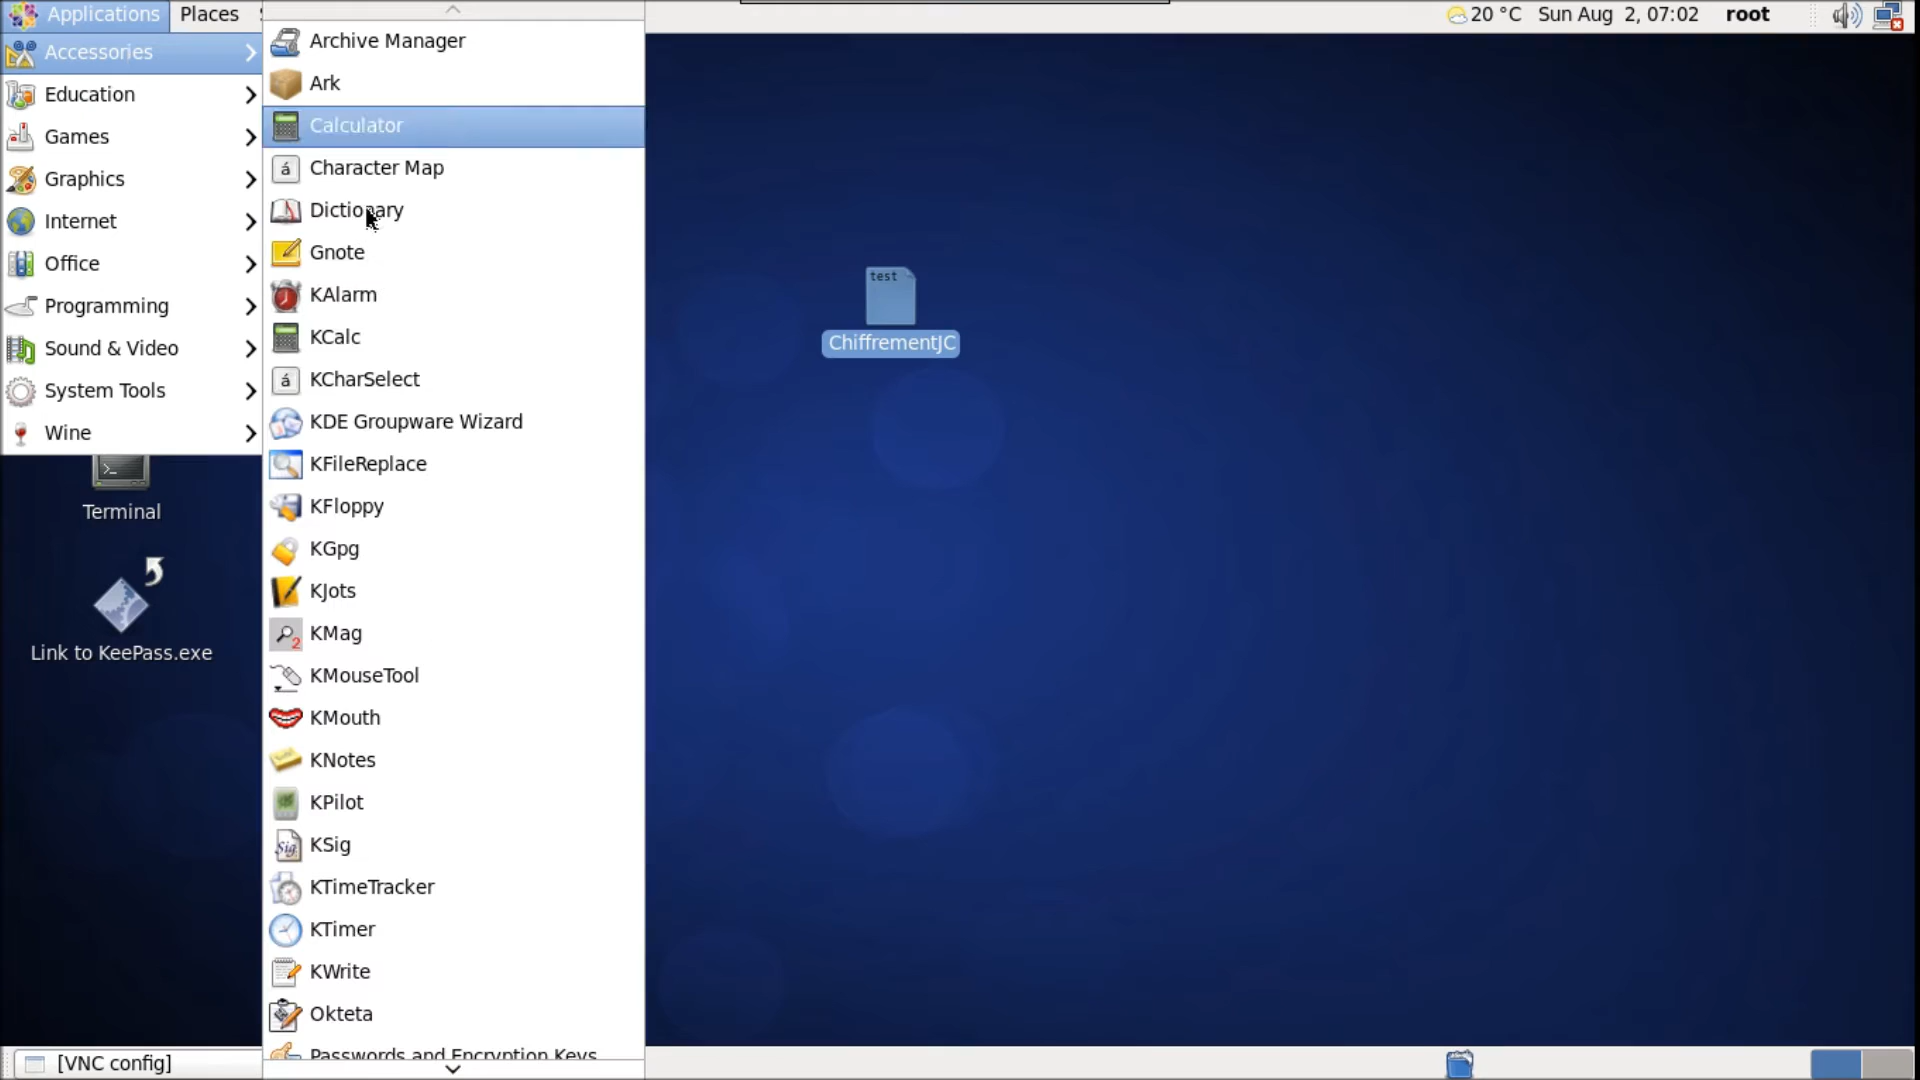 Applications Places
20 °C Sun Aug 2, 07:02 root
Accessories
Education
Games
Graphics
Internet
Office
Programming
Sound & Video
System Tools
Wine
Archive Manager
Ark
Calculator
Character Map
Dictionary
Gnote
KAlarm
KCalc
KCharSelect
KDE Groupware Wizard
KFileReplace
KFloppy
KGpg
KJots
KMag
KMouseTool
KMouth
KNotes
KPilot
KSig
KTimeTracker
KTimer
KWrite
Okteta
Passwords and Encryption Keys
Terminal
Link to KeePass.exe
test
ChiffrementJC
[VNC config]